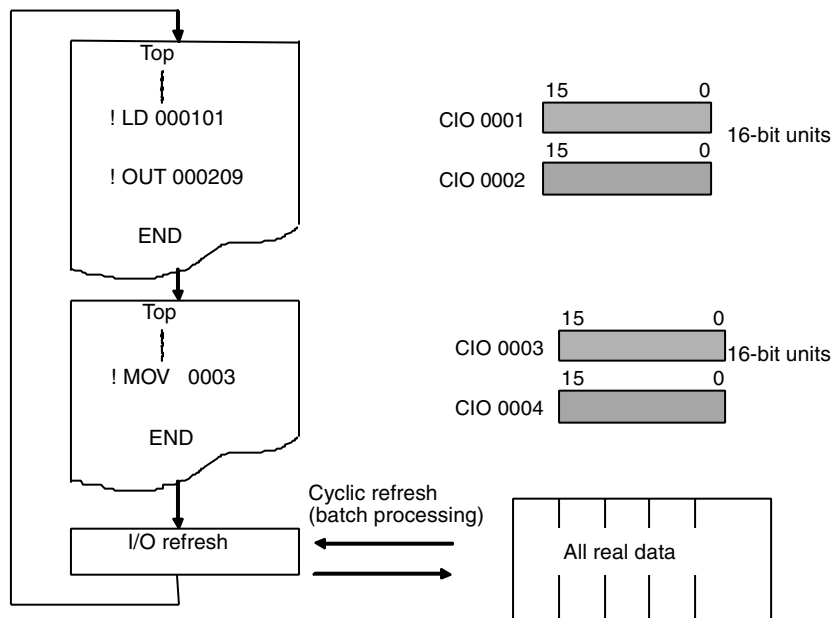 Top
! LD 000101
! OUT 000209
END
15 0
CIO 0001
16-bit units
15 0
CIO 0002
Top
! MOV 0003
END
15 0
CIO 0003
16-bit units
15 0
CIO 0004
Cyclic refresh
(batch processing)
I/O refresh
All real data